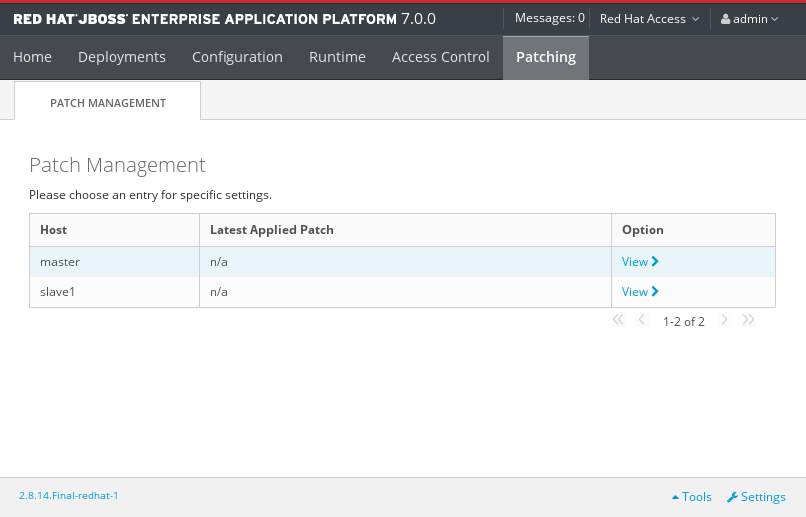 RED HAT JBOSS ENTERPRISE APPLICATION PLATFORM 7.0.0 Messages: 0 Red Hat Access admin
Home Deployments Configuration Runtime Access Control Patching
PATCH MANAGEMENT
Patch Management
Please choose an entry for specific settings.
Host Latest Applied Patch Option
master n/a View
slave1 n/a View
1-2 of 2
2.8.14.Final-redhat-1 Tools Settings